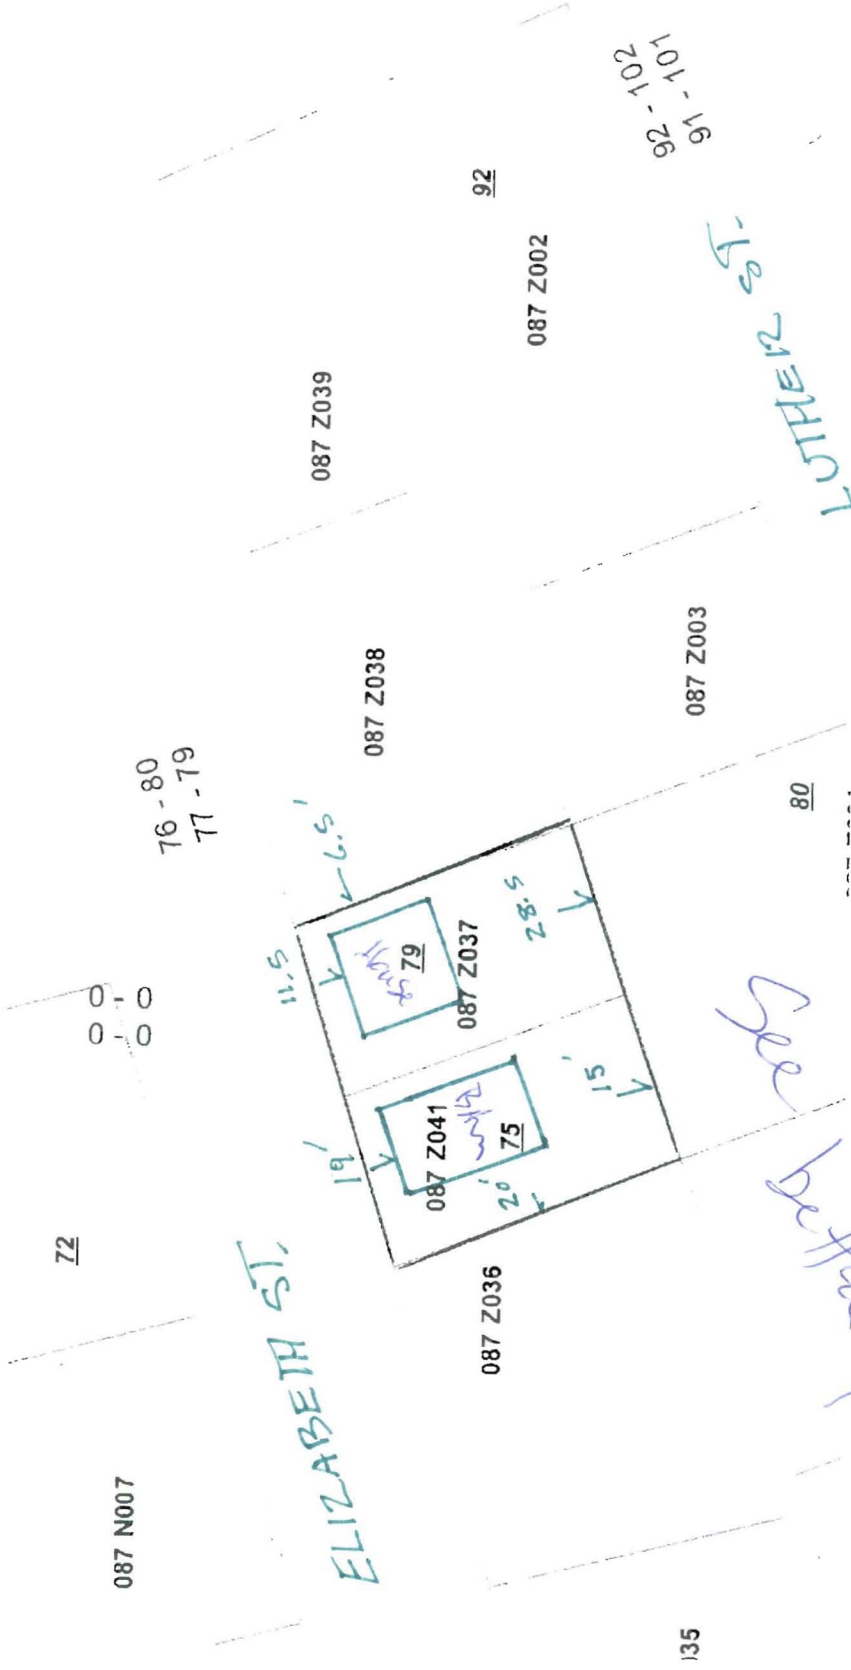 92 - 102
91 - 101
92
087 Z002
LUTHER ST.
087 Z039
76 - 80
77 - 79
087 Z038
087 Z003
80
0 - 0
0 - 0
11.5
6.5'
House
79
087 Z037
28.5
See
72
19'
087 Z041
75
20'
15'
087 Z036
ELIZABETH ST.
087 N007